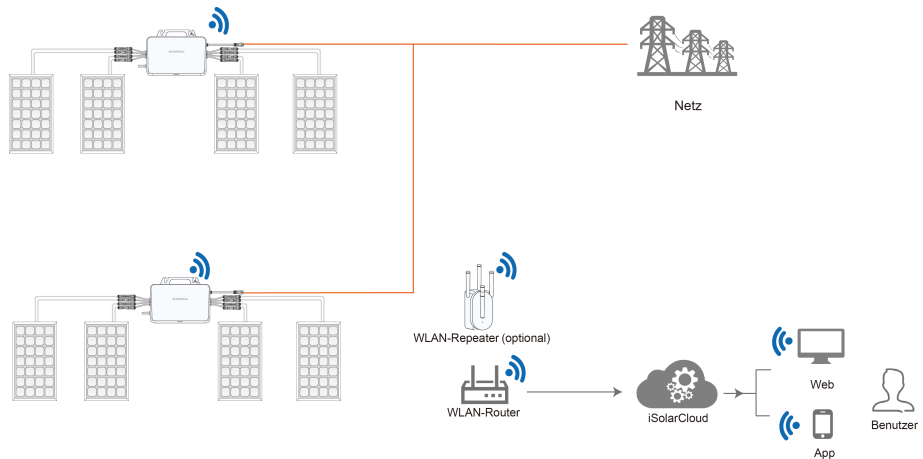 Netz
WLAN-Repeater (optional)
WLAN-Router
iSolarCloud
Web
App
Benutzer